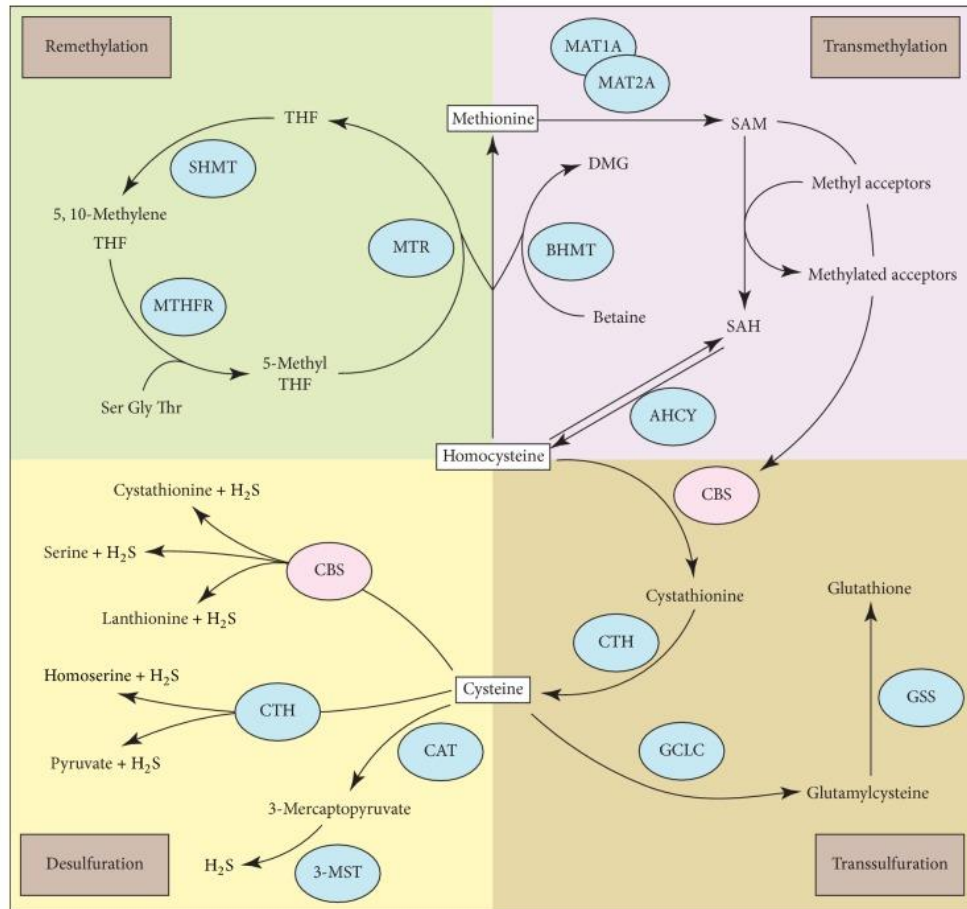 Remethylation
MAT1A
MAT2A
Transmethylation
THF
Methionine
SAM
SHMT
DMG
Methyl acceptors
5, 10-Methylene
THF
MTR
BHMT
Methylated acceptors
MTHFR
Betaine
SAH
5-Methyl
THF
Ser Gly Thr
AHCY
Homocysteine
CBS
Cystathionine + H₂S
Serine + H₂S
CBS
Lanthionine + H₂S
Cystathionine
Glutathione
CTH
Homoserine + H₂S
CTH
Cysteine
GSS
Pyruvate + H₂S
CAT
GCLC
3-Mercaptopyruvate
Glutamylcysteine
H₂S
3-MST
Desulfuration
Transsulfuration